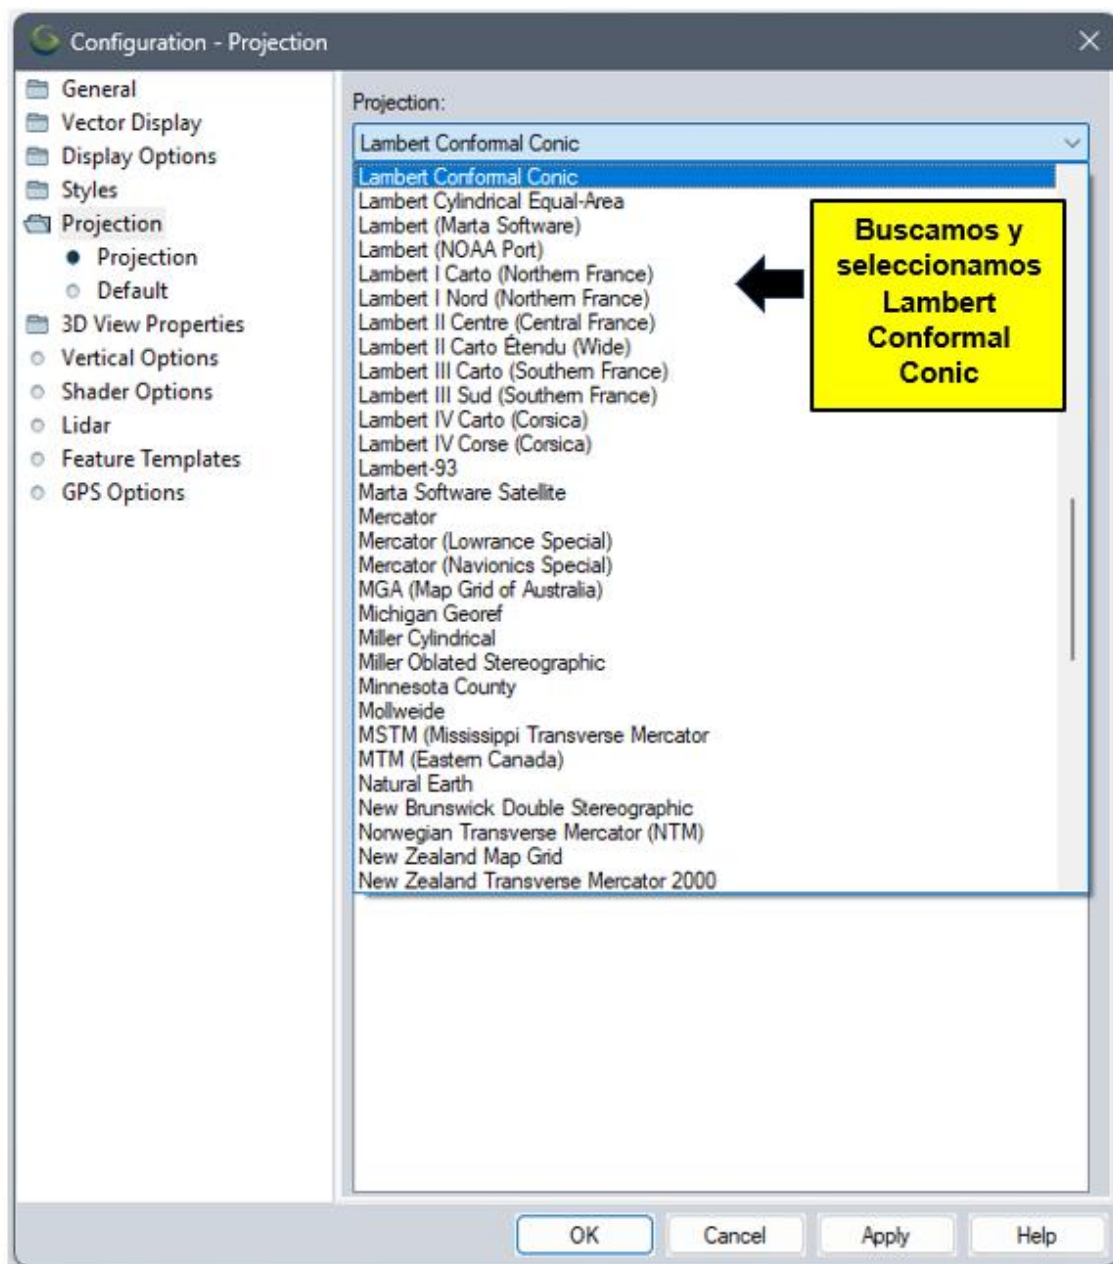 Configuration - Projection
General
Vector Display
Display Options
Styles
Projection
Projection
Default
3D View Properties
Vertical Options
Shader Options
Lidar
Feature Templates
GPS Options
Projection:
Lambert Conformal Conic
Lambert Conformal Conic
Lambert Cylindrical Equal-Area
Lambert (Marta Software)
Lambert (NOAA Port)
Lambert I Carto (Northern France)
Lambert I Nord (Northern France)
Lambert II Centre (Central France)
Lambert II Carto Étendu (Wide)
Lambert III Carto (Southern France)
Lambert III Sud (Southern France)
Lambert IV Carto (Corsica)
Lambert IV Corse (Corsica)
Lambert-93
Marta Software Satellite
Mercator
Mercator (Lowrance Special)
Mercator (Navionics Special)
MGA (Map Grid of Australia)
Michigan Georef
Miller Cylindrical
Miller Oblated Stereographic
Minnesota County
Mollweide
MSTM (Mississippi Transverse Mercator
MTM (Eastern Canada)
Natural Earth
New Brunswick Double Stereographic
Norwegian Transverse Mercator (NTM)
New Zealand Map Grid
New Zealand Transverse Mercator 2000
Buscamos y
seleccionamos
Lambert
Conformal
Conic
OK
Cancel
Apply
Help